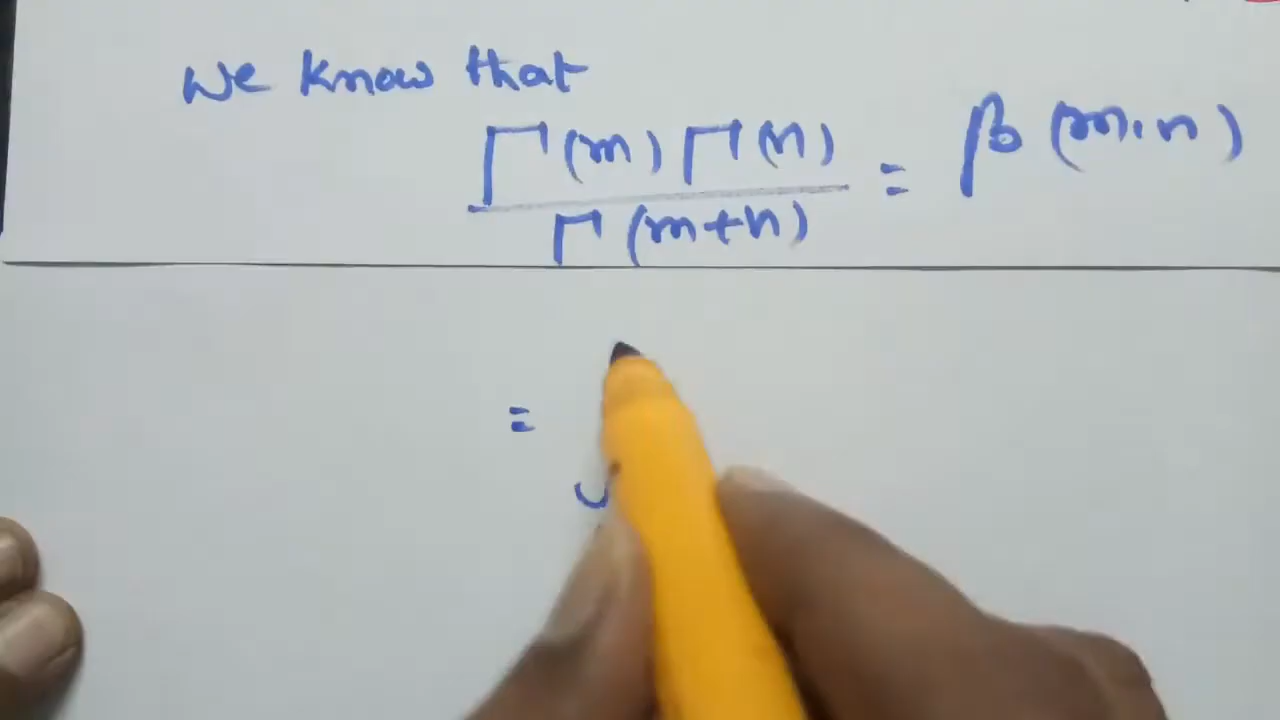 We know that
Γ(m) Γ(n) / Γ(m+n) = β(m,n)
= ∫